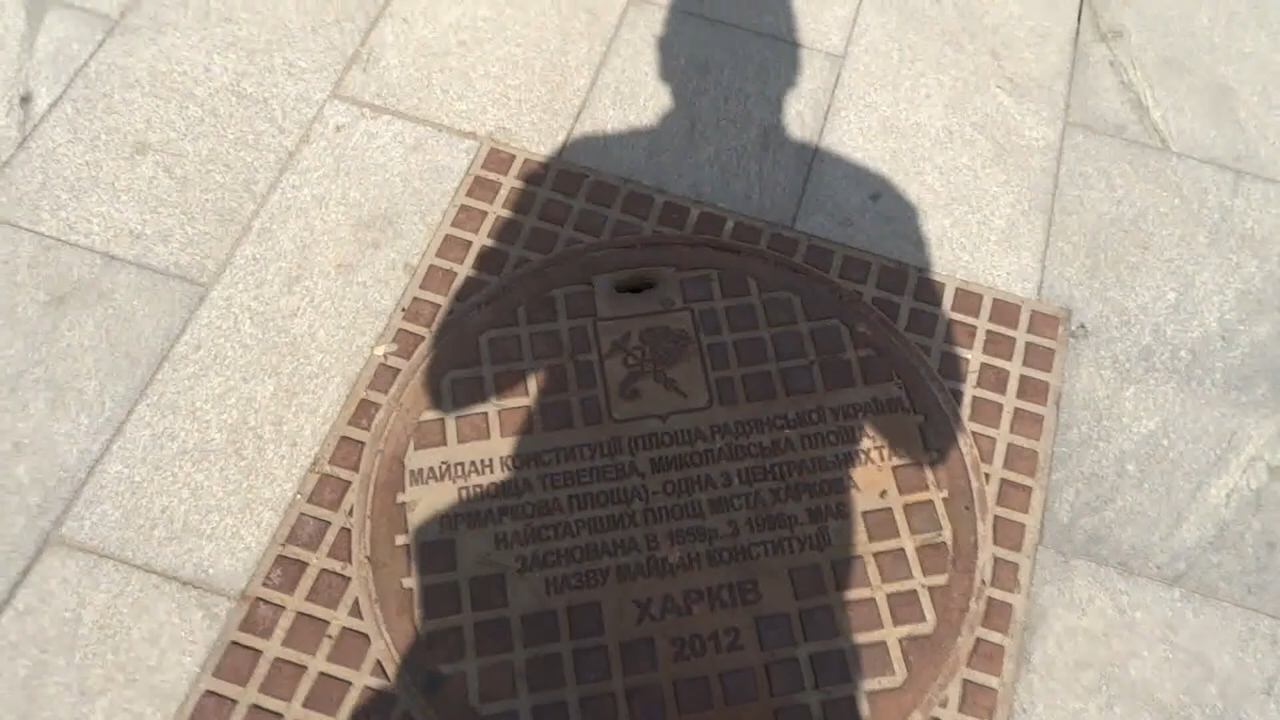 МАЙДАН КОНСТИТУЦІЇ (ПЛОЩА РАДЯНСЬКОЇ УКРАЇНИ,
ПЛОЩА ТЕВЕЛЕВА, МИКОЛАЇВСЬКА ПЛОЩА,
ЯРМАРКОВА ПЛОЩА) - ОДНА З ЦЕНТРАЛЬНИХ ТА
НАЙСТАРІШИХ ПЛОЩ МІСТА ХАРКОВА
ЗАСНОВАНА В 1659р.. З 1996р.. МАЄ
НАЗВУ МАЙДАН КОНСТИТУЦІЇ
ХАРКІВ
2012